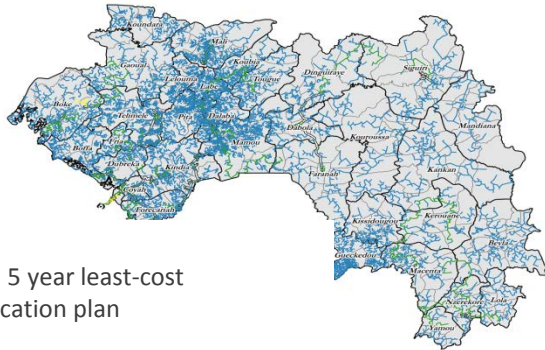 Koundara
Mali
Koubia
Gaoual
Lelouma
Labe
Tougue
Dinguiraye
Siguiri
Boke
Telimele
Pita
Dalaba
Mandiana
Boffa
Fria
Mamou
Dabola
Kouroussa
Dubreka
Kindia
Kankan
Coyah
Faranah
Forecariah
Kissidougou
Kerouane
Gueckedou
Beyla
Macenta
Nzerekore
Lola
Yamou
5 year least-cost
cation plan